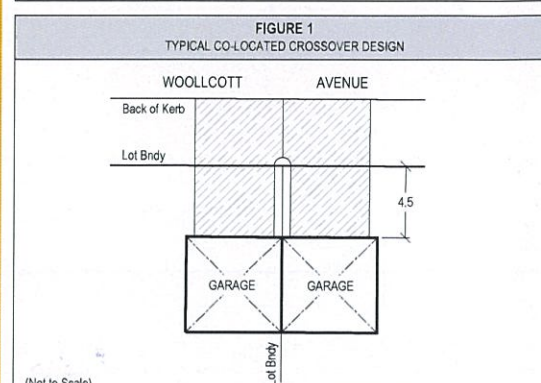 FIGURE 1
TYPICAL CO-LOCATED CROSSOVER DESIGN
WOOLLCOTT AVENUE
Back of Kerb
Lot Bndy
4.5
GARAGE GARAGE
Lot Bndy
(Not to Scale)